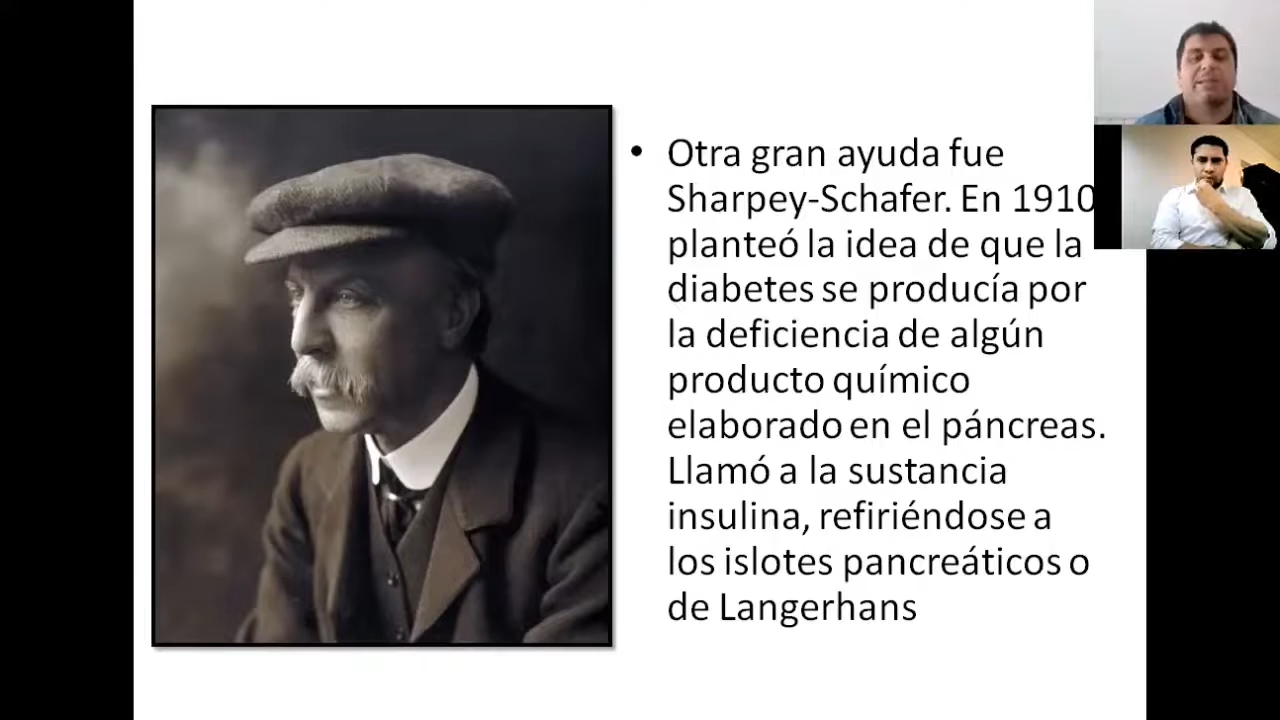 • Otra gran ayuda fue
Sharpey-Schafer. En 1910
planteó la idea de que la
diabetes se producía por
la deficiencia de algún
producto químico
elaborado en el páncreas.
Llamó a la sustancia
insulina, refiriéndose a
los islotes pancreáticos o
de Langerhans